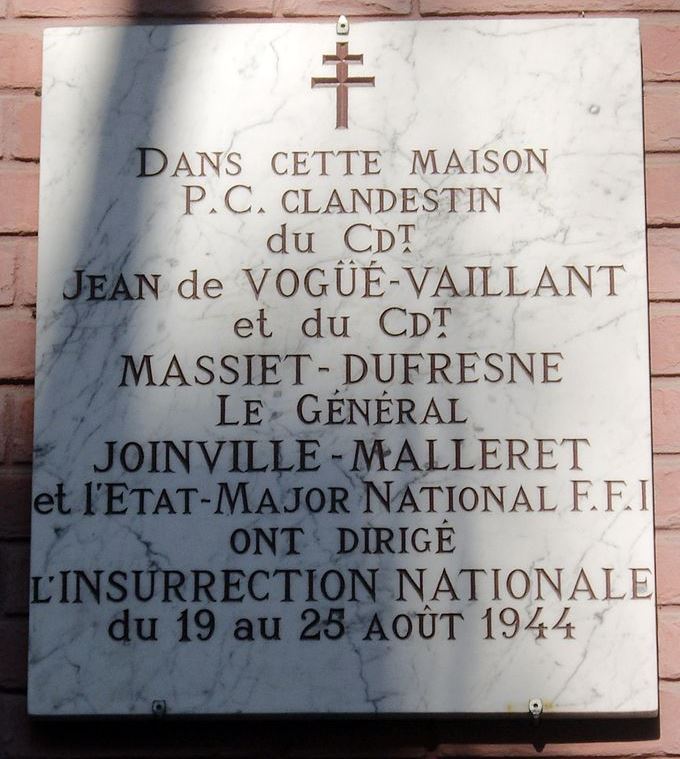 DANS CETTE MAISON
P.C. CLANDESTIN
du CDT
JEAN de VOGÜÉ-VAILLANT
et du CDT
MASSIET-DUFRESNE
LE GÉNÉRAL
JOINVILLE-MALLERET
et l'ETAT-MAJOR NATIONAL F.F.I
ONT DIRIGÉ
L'INSURRECTION NATIONALE
du 19 au 25 AOÛT 1944